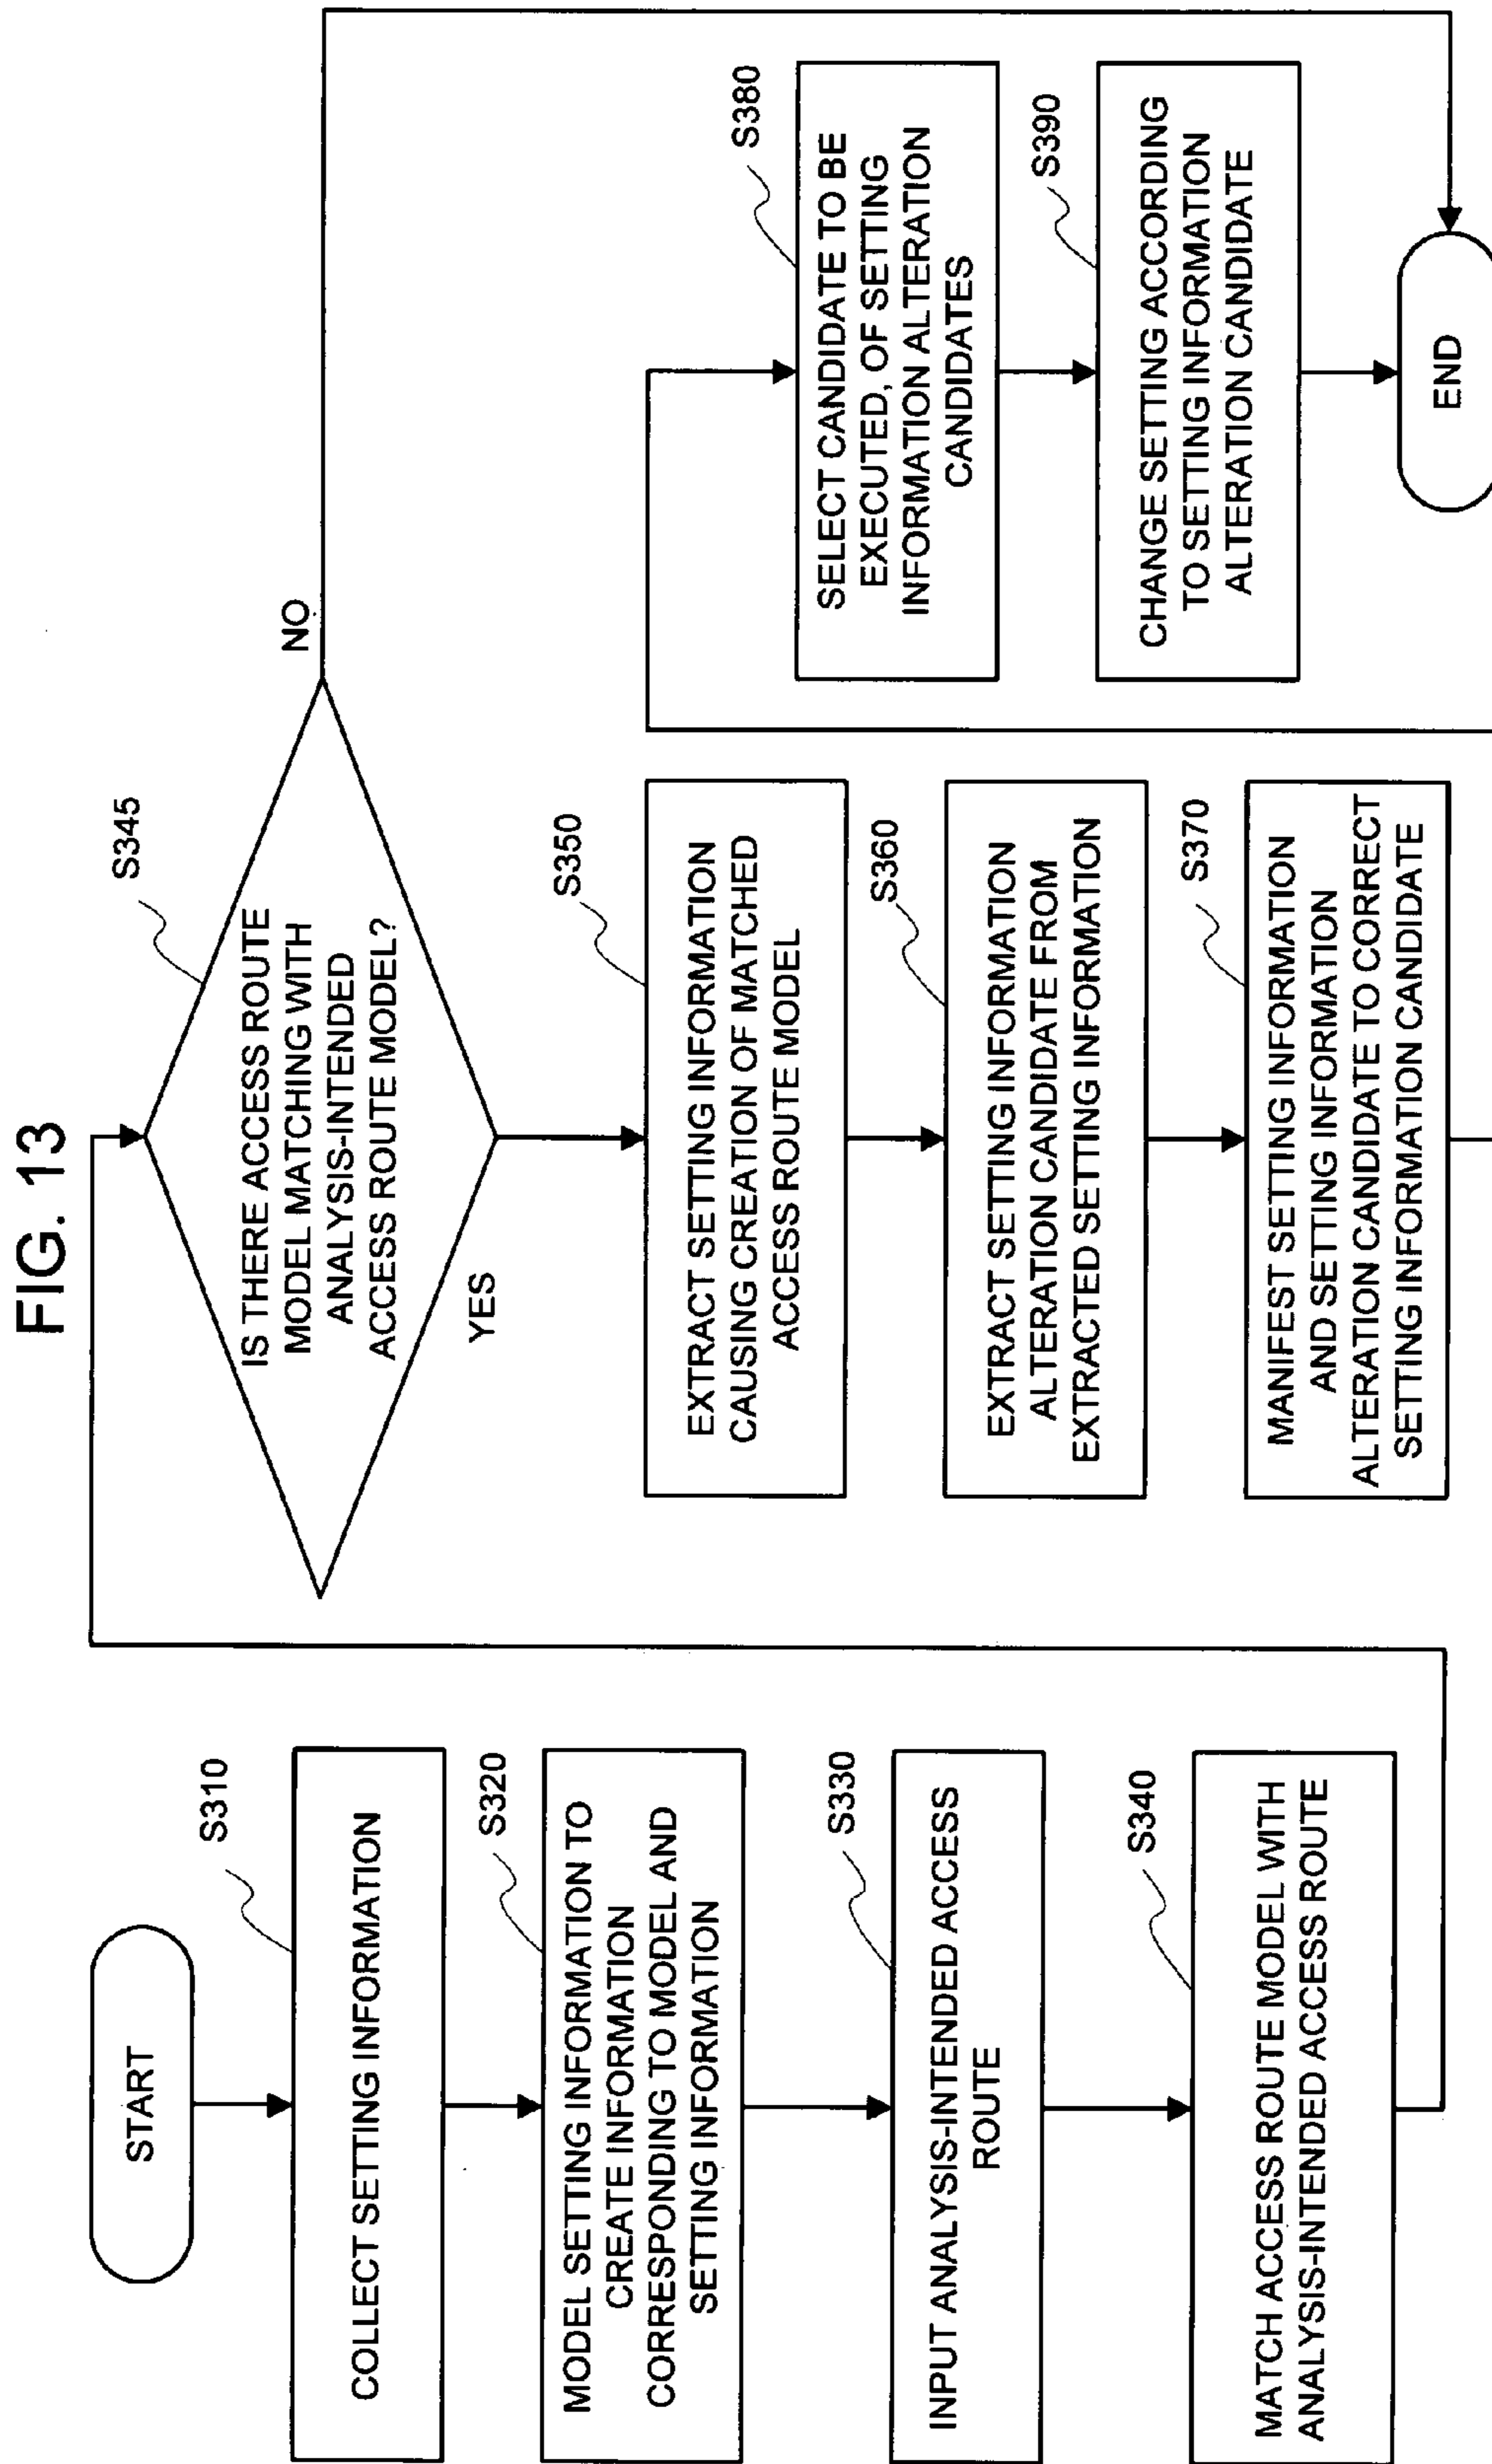 FIG. 13
START
S310
COLLECT SETTING INFORMATION
S320
MODEL SETTING INFORMATION TO
CREATE INFORMATION
CORRESPONDING TO MODEL AND
SETTING INFORMATION
S330
INPUT ANALYSIS-INTENDED ACCESS
ROUTE
S340
MATCH ACCESS ROUTE MODEL WITH
ANALYSIS-INTENDED ACCESS ROUTE
S345
IS THERE ACCESS ROUTE
MODEL MATCHING WITH
ANALYSIS-INTENDED
ACCESS ROUTE MODEL?
NO
YES
S350
EXTRACT SETTING INFORMATION
CAUSING CREATION OF MATCHED
ACCESS ROUTE MODEL
S360
EXTRACT SETTING INFORMATION
ALTERATION CANDIDATE FROM
EXTRACTED SETTING INFORMATION
S370
MANIFEST SETTING INFORMATION
AND SETTING INFORMATION
ALTERATION CANDIDATE TO CORRECT
SETTING INFORMATION CANDIDATE
S380
SELECT CANDIDATE TO BE
EXECUTED, OF SETTING
INFORMATION ALTERATION
CANDIDATES
S390
CHANGE SETTING ACCORDING
TO SETTING INFORMATION
ALTERATION CANDIDATE
END